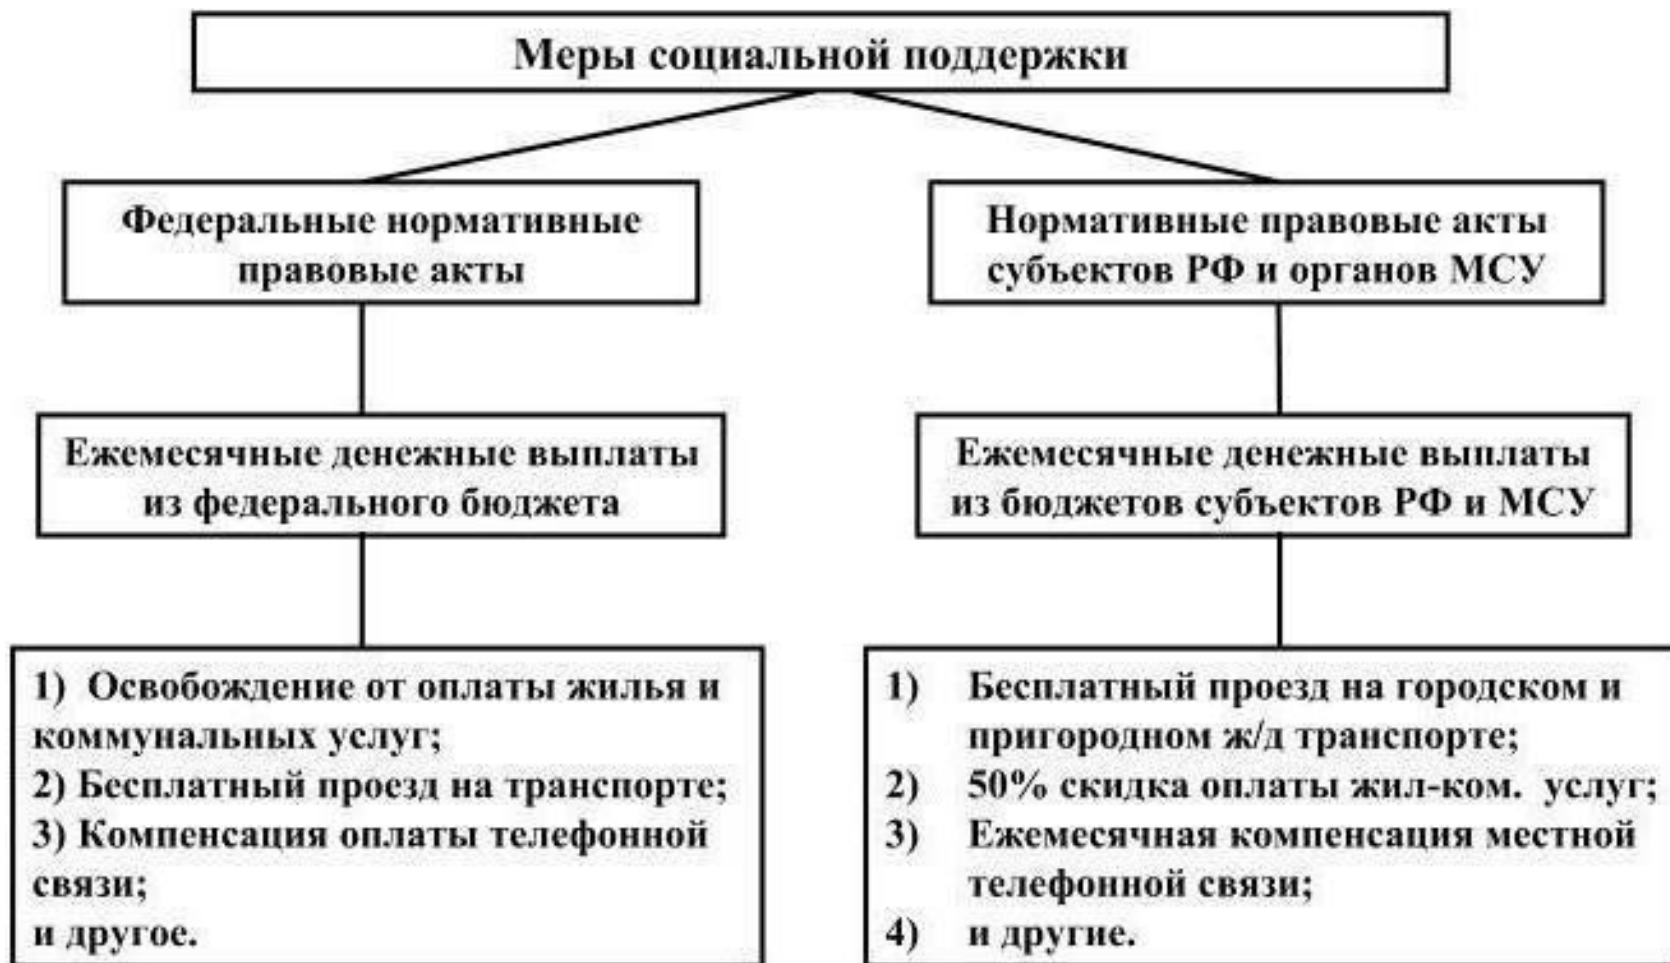 Меры социальной поддержки
Федеральные нормативные
правовые акты
Нормативные правовые акты
субъектов РФ и органов МСУ
Ежемесячные денежные выплаты
из федерального бюджета
Ежемесячные денежные выплаты
из бюджетов субъектов РФ и МСУ
1) Освобождение от оплаты жилья и
коммунальных услуг;
2) Бесплатный проезд на транспорте;
3) Компенсация оплаты телефонной
связи;
и другое.
1) Бесплатный проезд на городском и
пригородном ж/д транспорте;
2) 50% скидка оплаты жил-ком. услуг;
3) Ежемесячная компенсация местной
телефонной связи;
4) и другие.